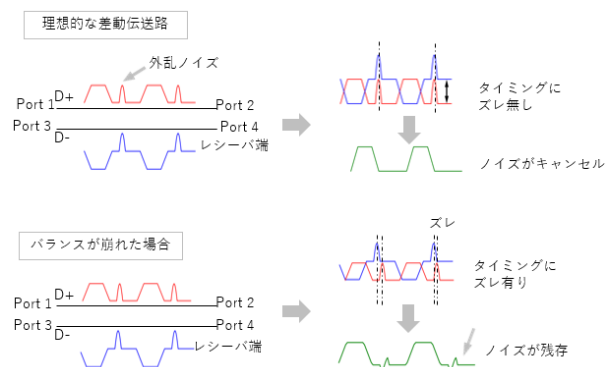 理想的な差動伝送路
外乱ノイズ
D+
Port 1
Port 2
Port 3
Port 4
D-
レシーバ端
タイミングに
ズレ無し
ノイズがキャンセル
バランスが崩れた場合
ズレ
D+
Port 1
Port 2
Port 3
Port 4
D-
レシーバ端
タイミングに
ズレ有り
ノイズが残存